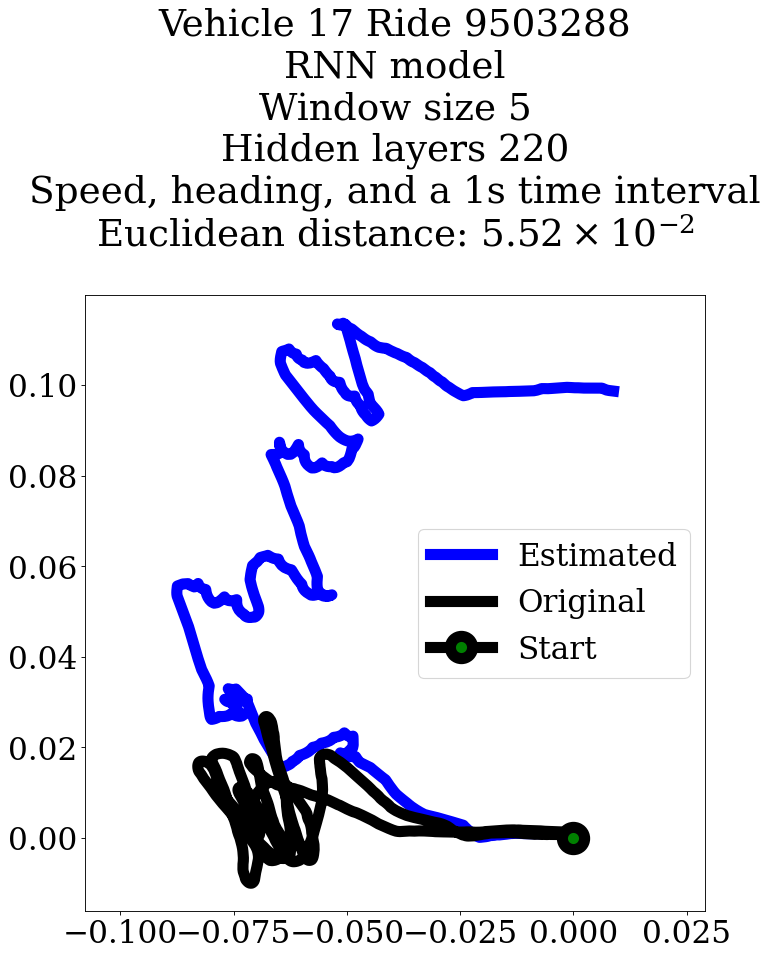 Vehicle 17 Ride 9503288
RNN model
Window size 5
Hidden layers 220
Speed, heading, and a 1s time interval
Euclidean distance: 5.52 × 10⁻²
0.10
0.08
0.06
0.04
0.02
0.00
Estimated
Original
Start
−0.100 −0.075 −0.050 −0.025 0.000 0.025